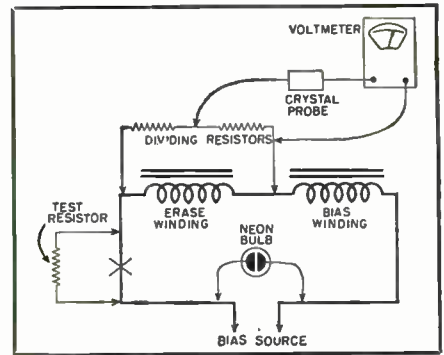 VOLTMETER
CRYSTAL
PROBE
DIVIDING RESISTORS
ERASE
WINDING
BIAS
WINDING
TEST
RESISTOR
NEON
BULB
BIAS SOURCE